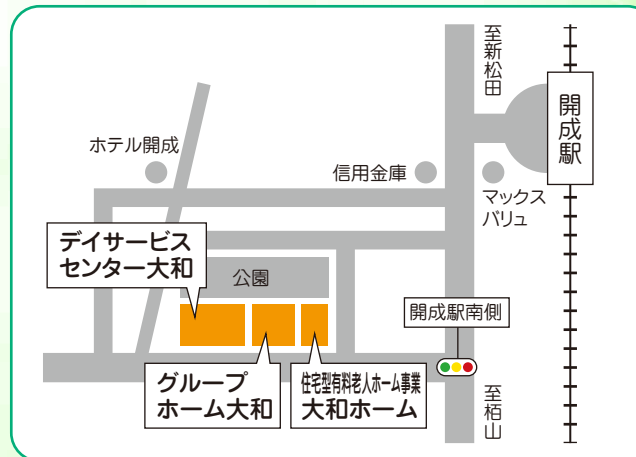 至新松田
開成駅
ホテル開成
信用金庫
マックス
バリュ
デイサービス
センター大和
公園
開成駅南側
グループ
ホーム大和
住宅型有料老人ホーム事業
大和ホーム
至栢山